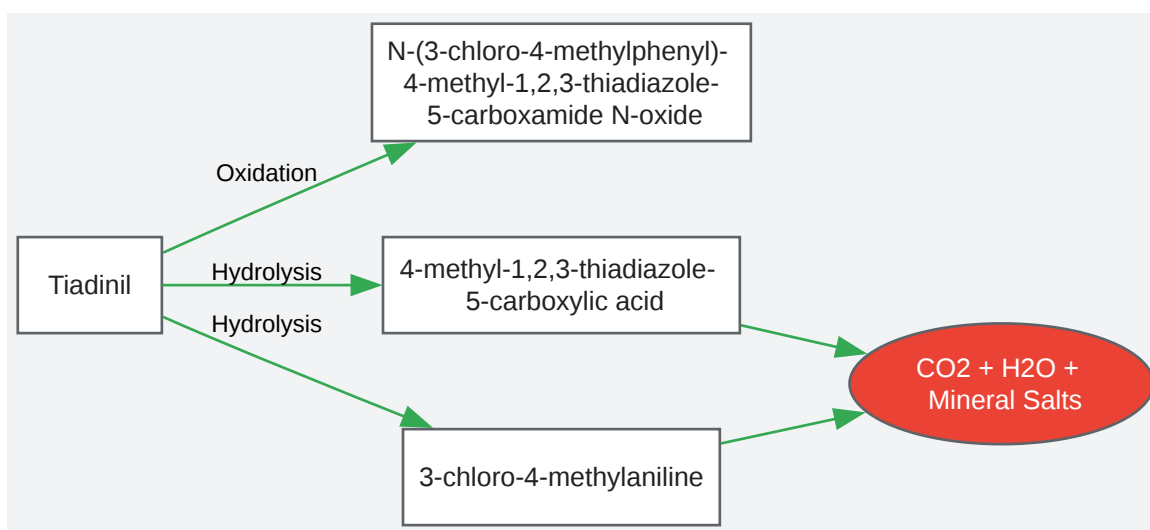 N-(3-chloro-4-methylphenyl)-
4-methyl-1,2,3-thiadiazole-
5-carboxamide N-oxide
Oxidation
Tiadinil
Hydrolysis
4-methyl-1,2,3-thiadiazole-
5-carboxylic acid
Hydrolysis
CO2 + H2O +
Mineral Salts
3-chloro-4-methylaniline